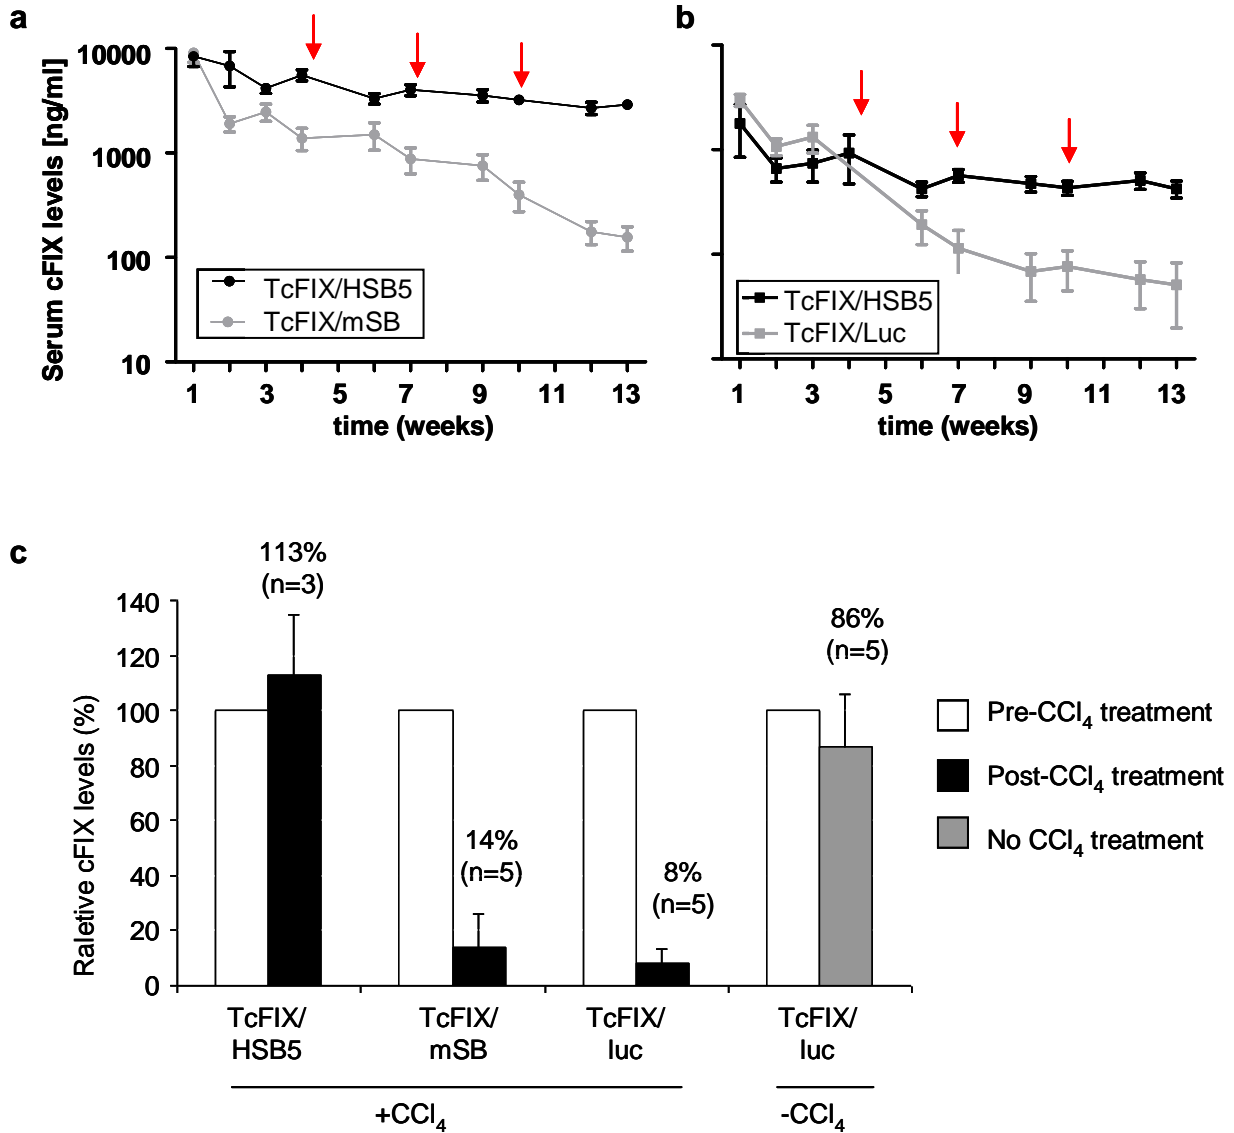 a
Serum cFIX levels [ng/ml]
10000
1000
100
10
TcFIX/HSB5
TcFIX/mSB
1 3 5 7 9 11 13
time (weeks)
b
TcFIX/HSB5
TcFIX/Luc
1 3 5 7 9 11 13
time (weeks)
c
Raletive cFIX levels (%)
140
120
100
80
60
40
20
0
113%
(n=3)
14%
(n=5)
8%
(n=5)
86%
(n=5)
TcFIX/
HSB5
TcFIX/
mSB
TcFIX/
luc
TcFIX/
luc
+CCl4
-CCl4
Pre-CCl4 treatment
Post-CCl4 treatment
No CCl4 treatment